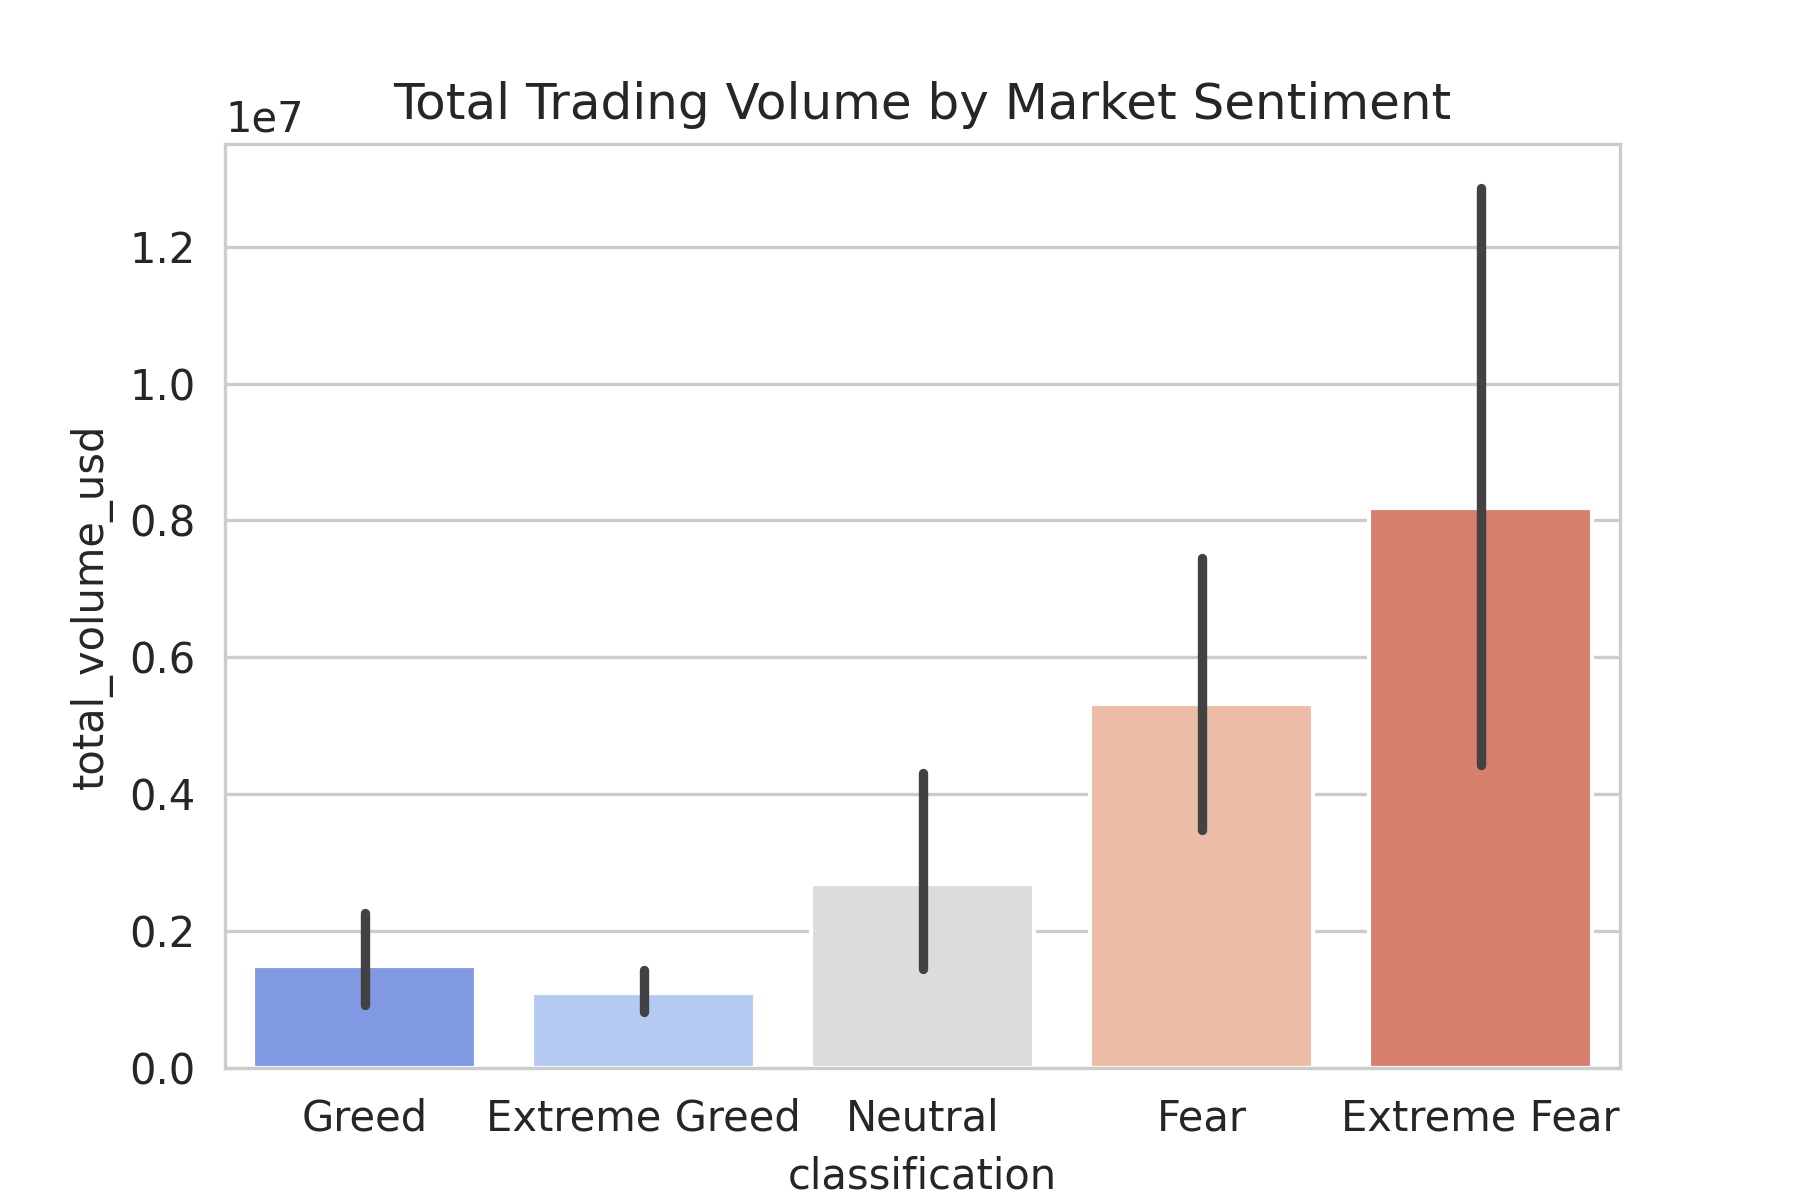 Total Trading Volume by Market Sentiment
1e7
1.2
1.0
0.8
0.6
0.4
0.2
0.0
total_volume_usd
Greed
Extreme Greed
Neutral
Fear
Extreme Fear
classification